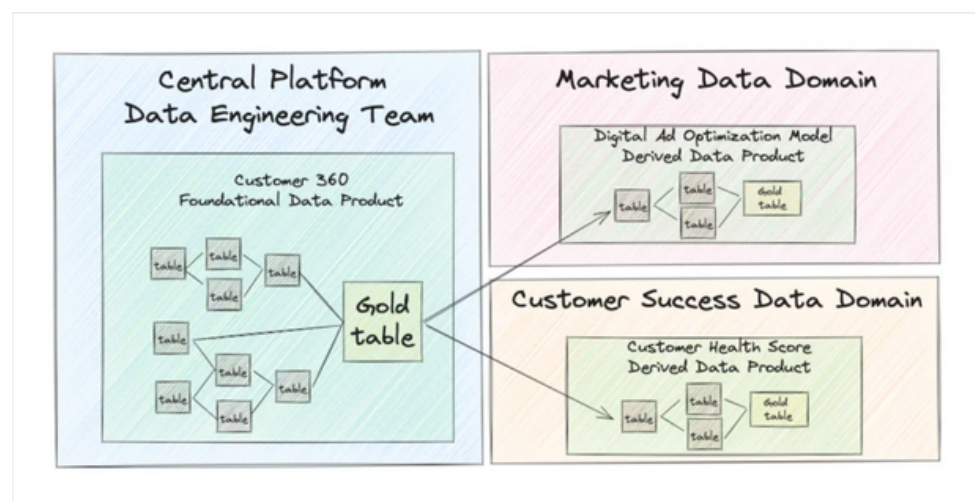 Central Platform
Data Engineering Team
Customer 360
Foundational Data Product
table
table
table
table
table
table
table
table
table
Gold
table
Marketing Data Domain
Digital Ad Optimization Model
Derived Data Product
table
table
table
Gold
table
Customer Success Data Domain
Customer Health Score
Derived Data Product
table
table
table
Gold
table